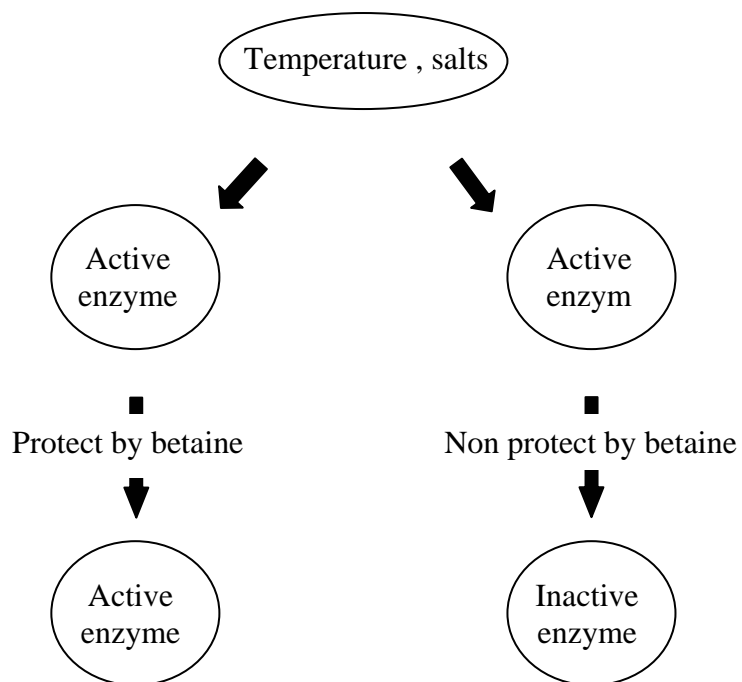 Temperature , salts
Active
enzyme
Active
enzym
Protect by betaine
Non protect by betaine
Active
enzyme
Inactive
enzyme